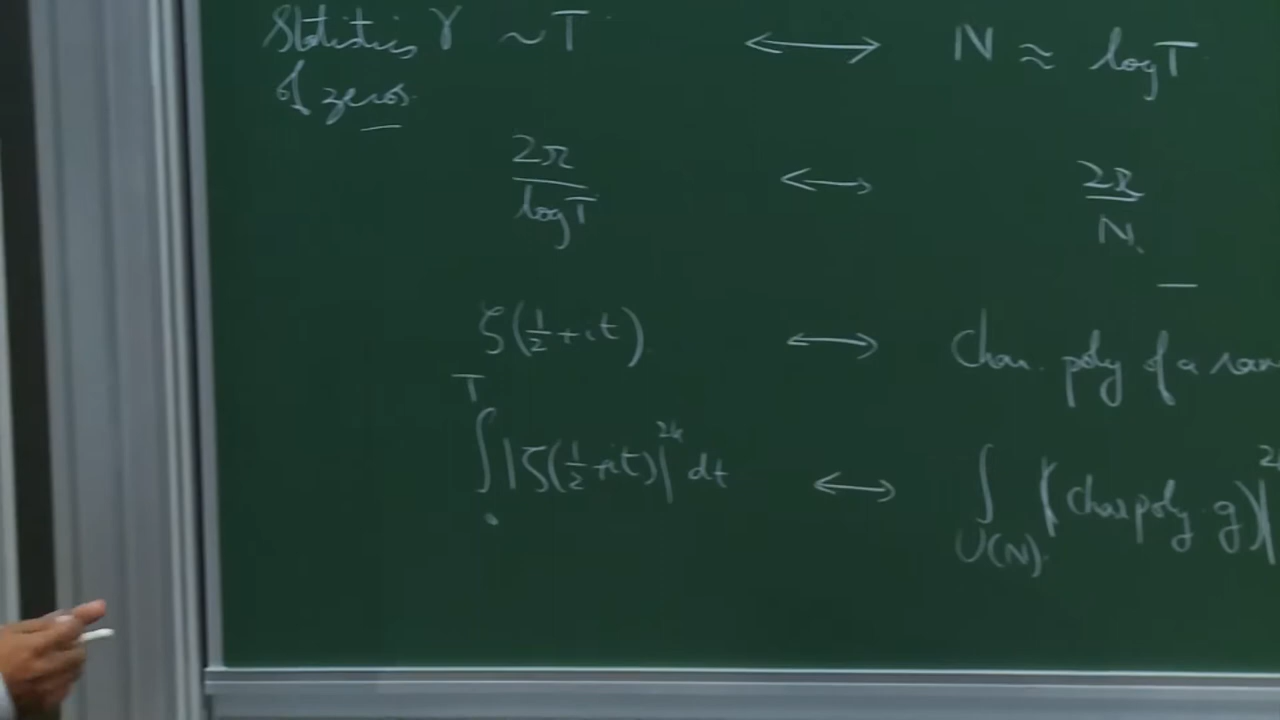 Statistics γ ~ T ⟷ N ≈ log T
of zeros.
2π/log T ⟷ 2π/N
ζ(1/2+it) ⟷ Char. poly of a ran
∫_0^T |ζ(1/2+it)|^{2k} dt ⟷ ∫_{U(N)} |char poly. g)|^2